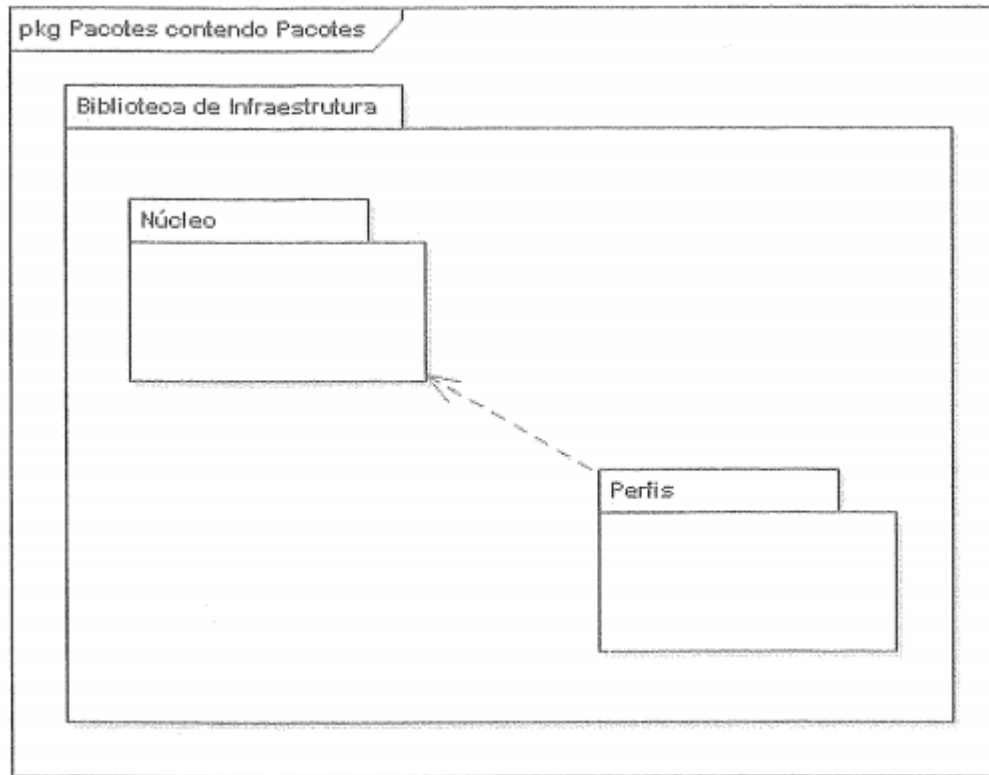 pkg Pacotes contendo Pacotes
Biblioteca de Infraestrutura
Núcleo
Perfis